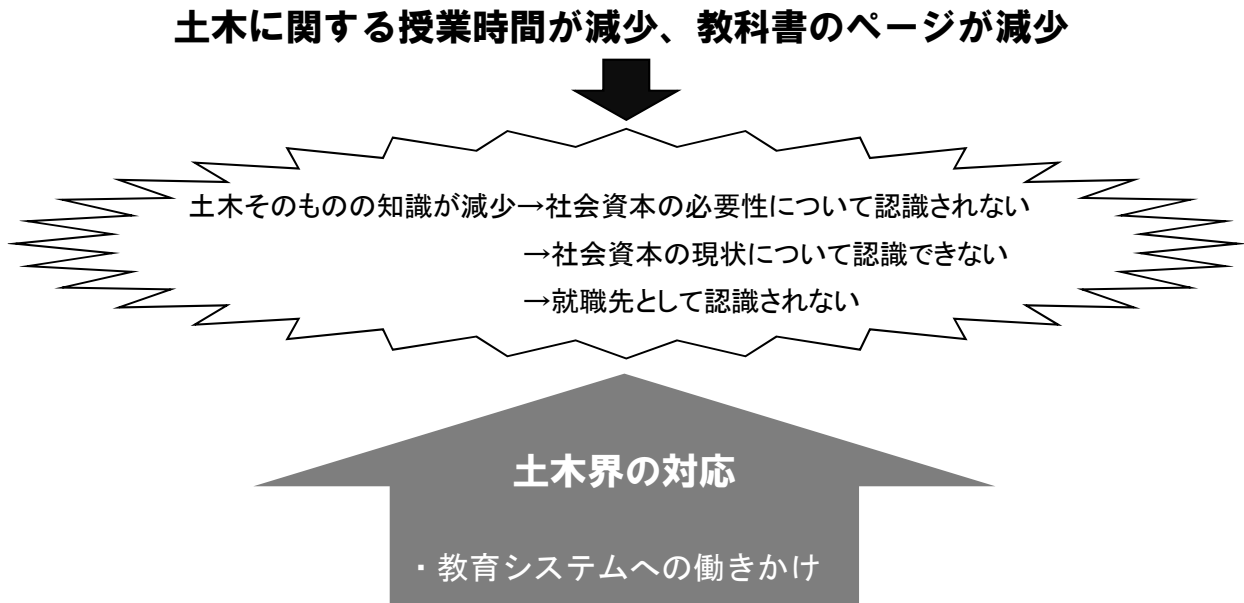 土木に関する授業時間が減少、教科書のページが減少
土木そのものの知識が減少→社会資本の必要性について認識されない
→社会資本の現状について認識できない
→就職先として認識されない
土木界の対応
・教育システムへの働きかけ